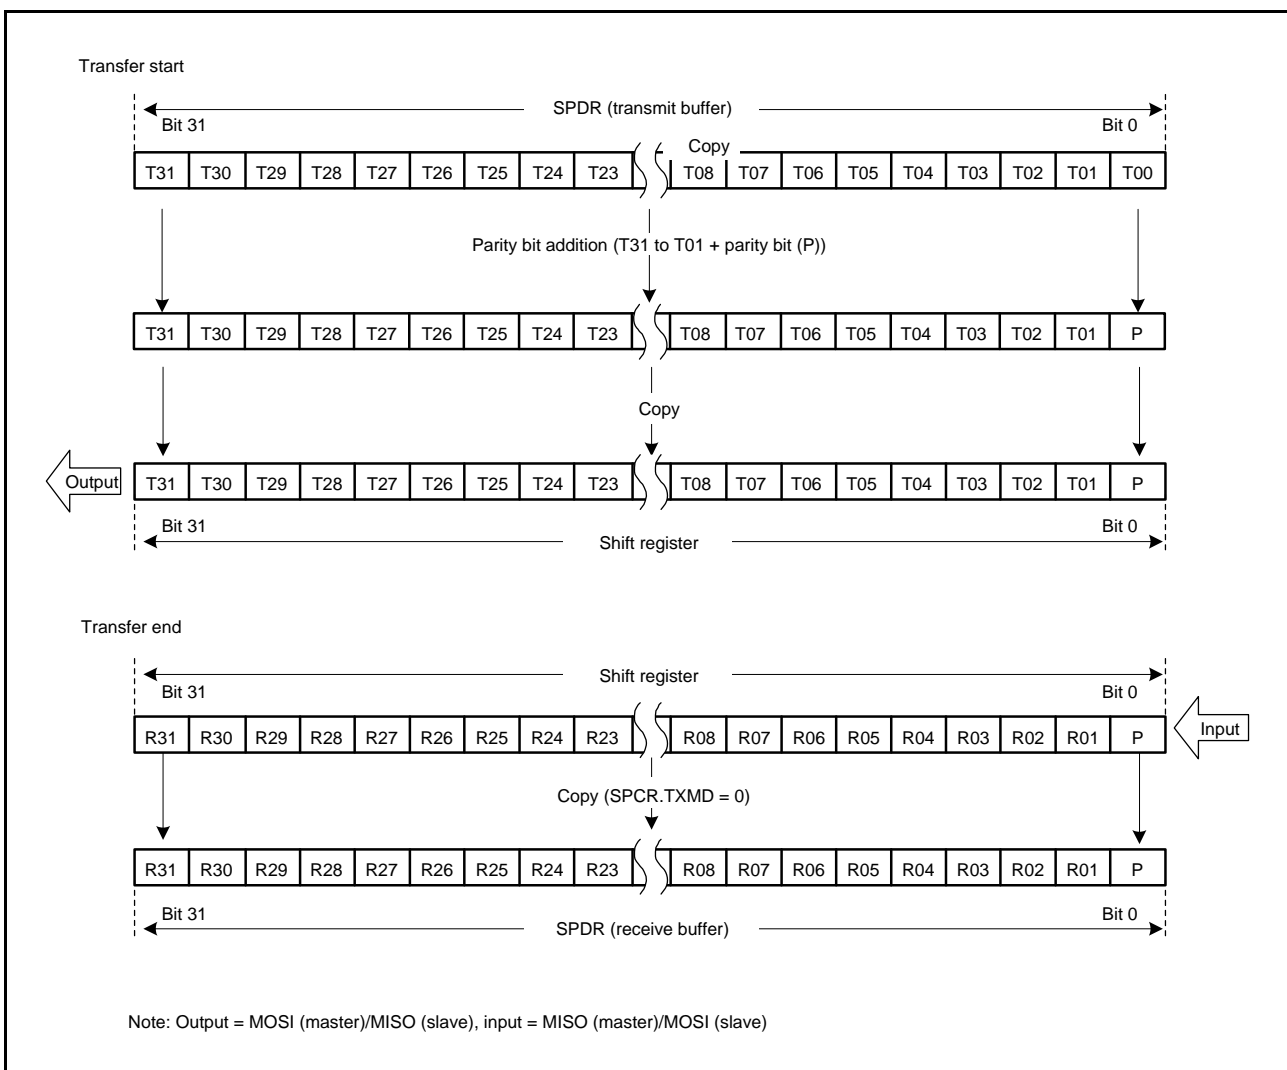 Transfer start
SPDR (transmit buffer)
Bit 31 Bit 0
Copy
T31 T30 T29 T28 T27 T26 T25 T24 T23 T08 T07 T06 T05 T04 T03 T02 T01 T00
Parity bit addition (T31 to T01 + parity bit (P))
T31 T30 T29 T28 T27 T26 T25 T24 T23 T08 T07 T06 T05 T04 T03 T02 T01 P
Copy
Output T31 T30 T29 T28 T27 T26 T25 T24 T23 T08 T07 T06 T05 T04 T03 T02 T01 P
Bit 31 Bit 0
Shift register
Transfer end
Shift register
Bit 31 Bit 0
R31 R30 R29 R28 R27 R26 R25 R24 R23 R08 R07 R06 R05 R04 R03 R02 R01 P Input
Copy (SPCR.TXMD = 0)
R31 R30 R29 R28 R27 R26 R25 R24 R23 R08 R07 R06 R05 R04 R03 R02 R01 P
Bit 31 Bit 0
SPDR (receive buffer)
Note: Output = MOSI (master)/MISO (slave), input = MISO (master)/MOSI (slave)